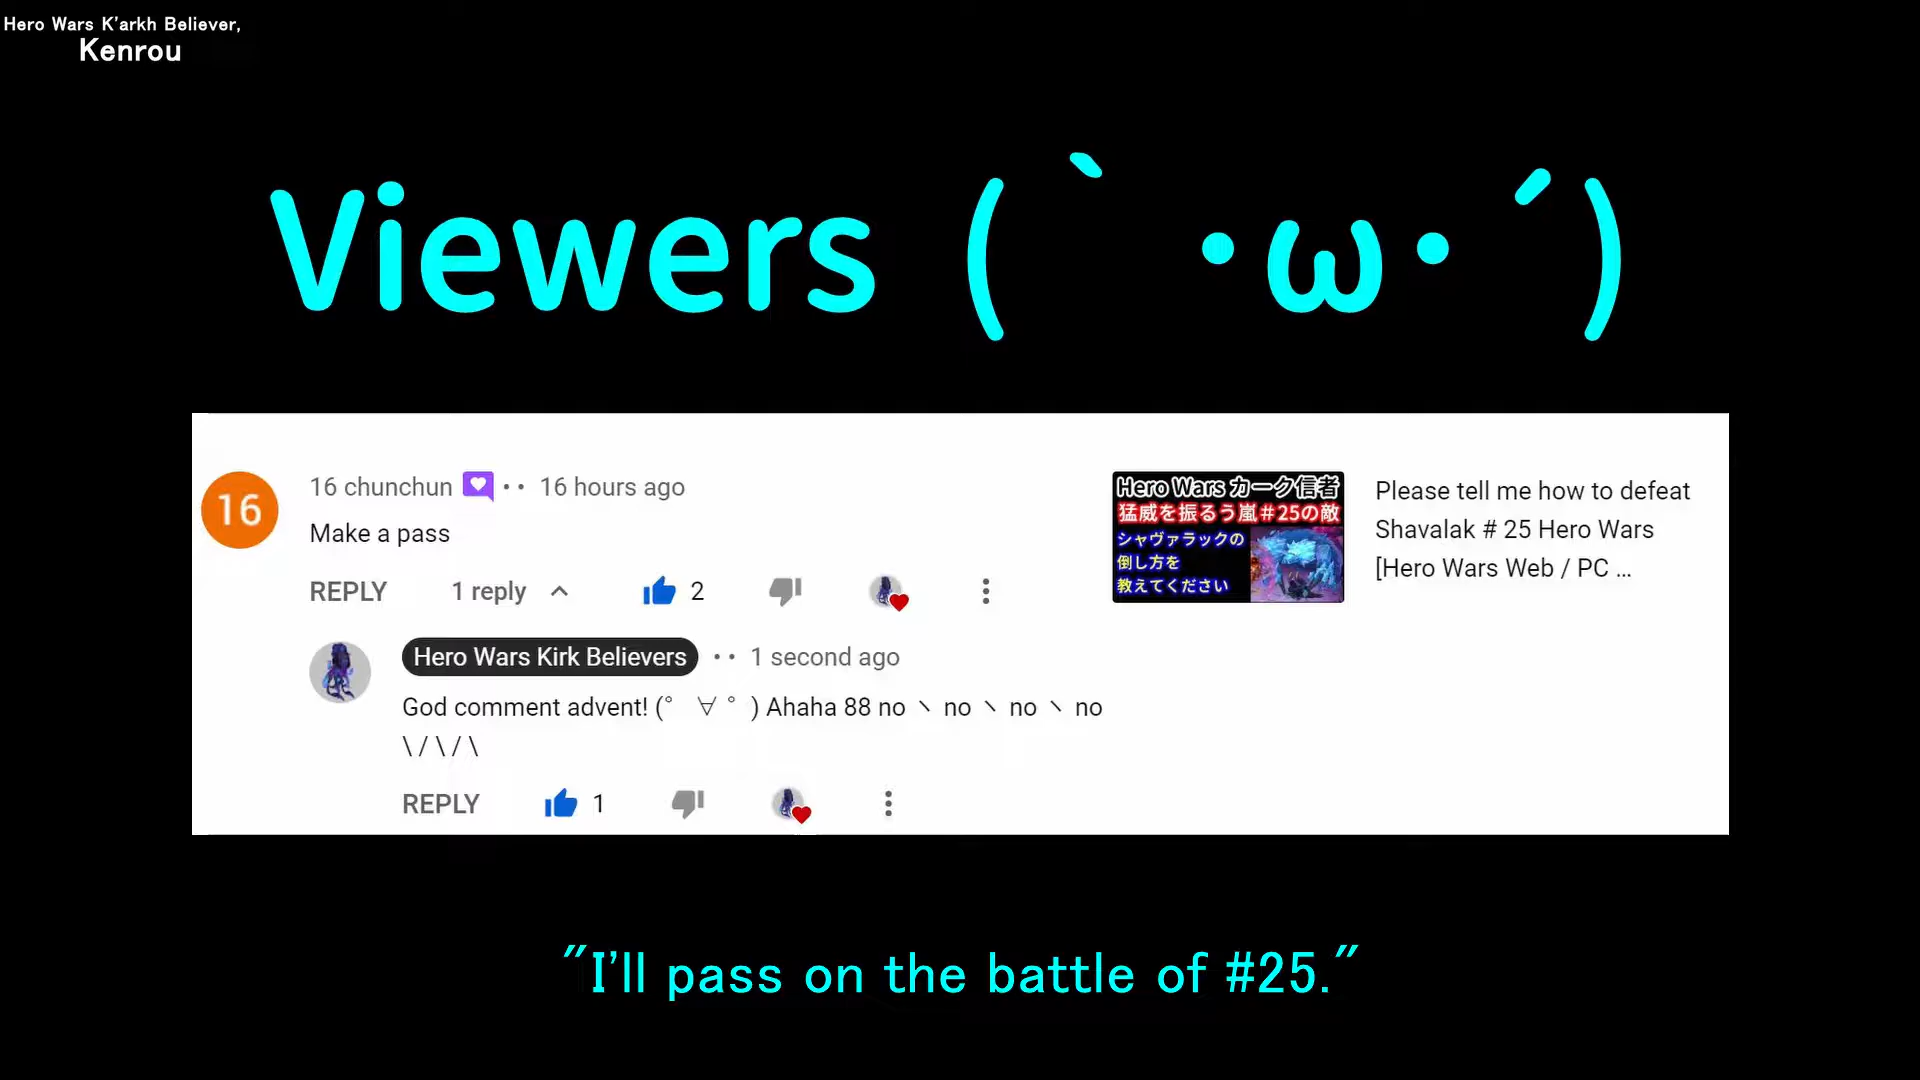 Hero Wars K'arkh Believer,
Kenrou
Viewers (｀・ω・´)
16
16 chunchun •• 16 hours ago
Make a pass
REPLY 1 reply 2
Hero Wars カーク信者
猛威を振るう嵐#25の敵
シャヴァラックの
倒し方を
教えてください
Please tell me how to defeat
Shavalak # 25 Hero Wars
[Hero Wars Web / PC ...
Hero Wars Kirk Believers •• 1 second ago
God comment advent! (ﾟ ∀ ﾟ ) Ahaha 88 no ヽ no ヽ no ヽ no
\ / \ / \
REPLY 1
"I'll pass on the battle of #25."